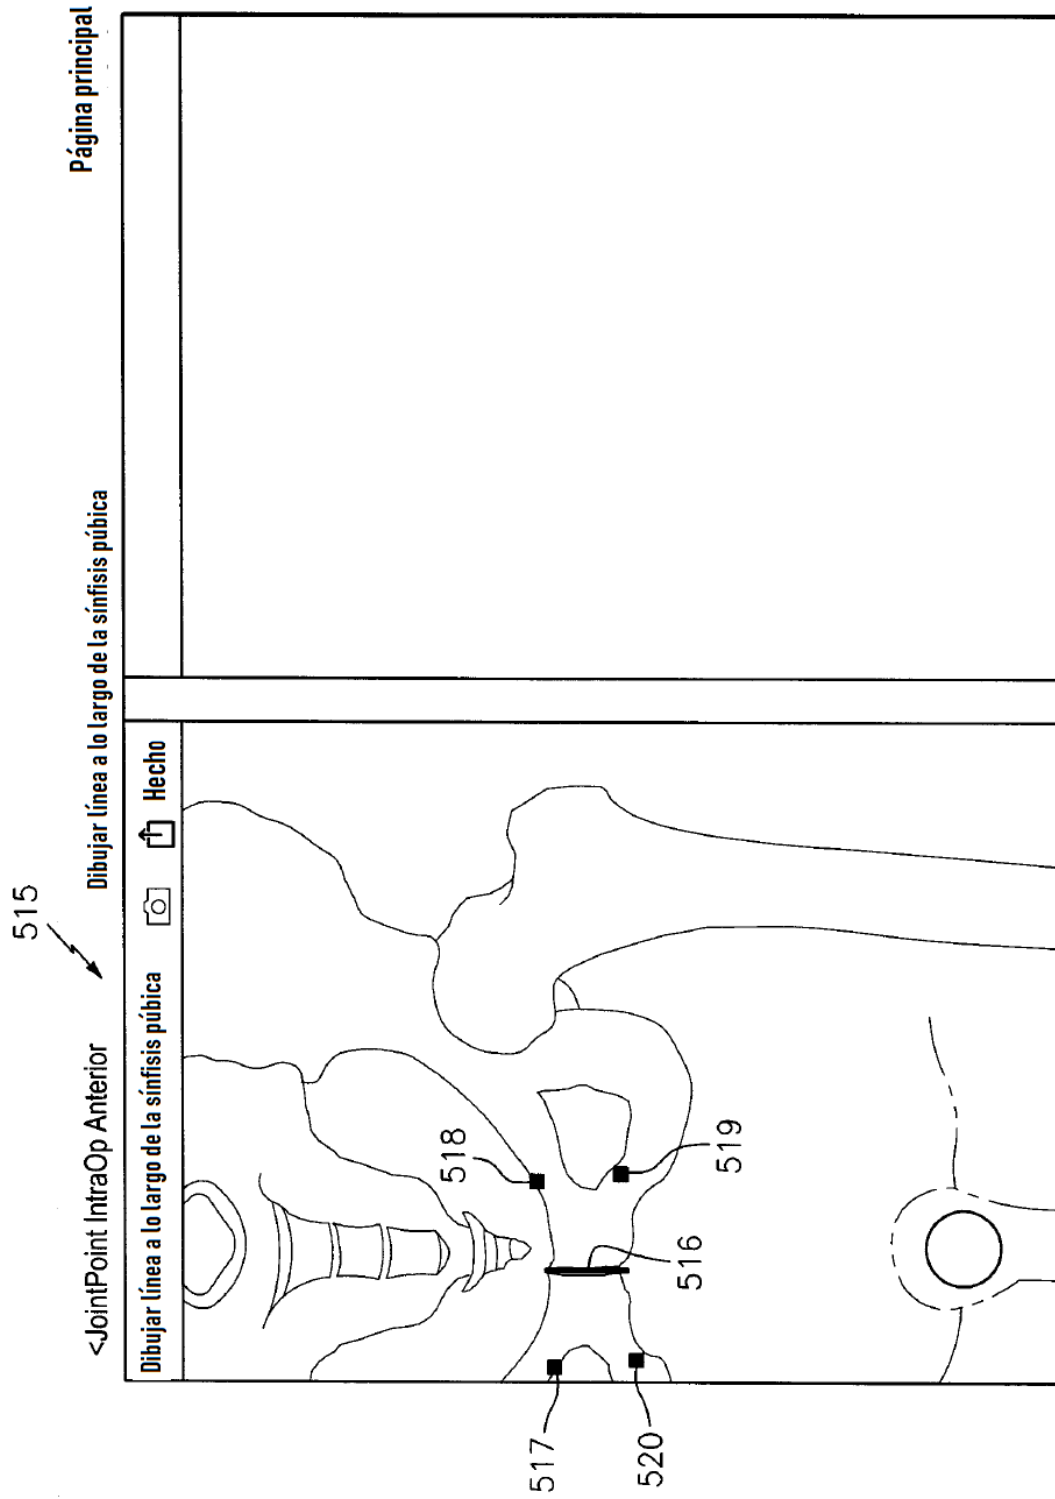 515
<JointPoint IntraOp Anterior
Dibujar línea a lo largo de la sínfisis púbica
Página principal
Dibujar línea a lo largo de la sínfisis púbica
Hecho
518
517
516
519
520